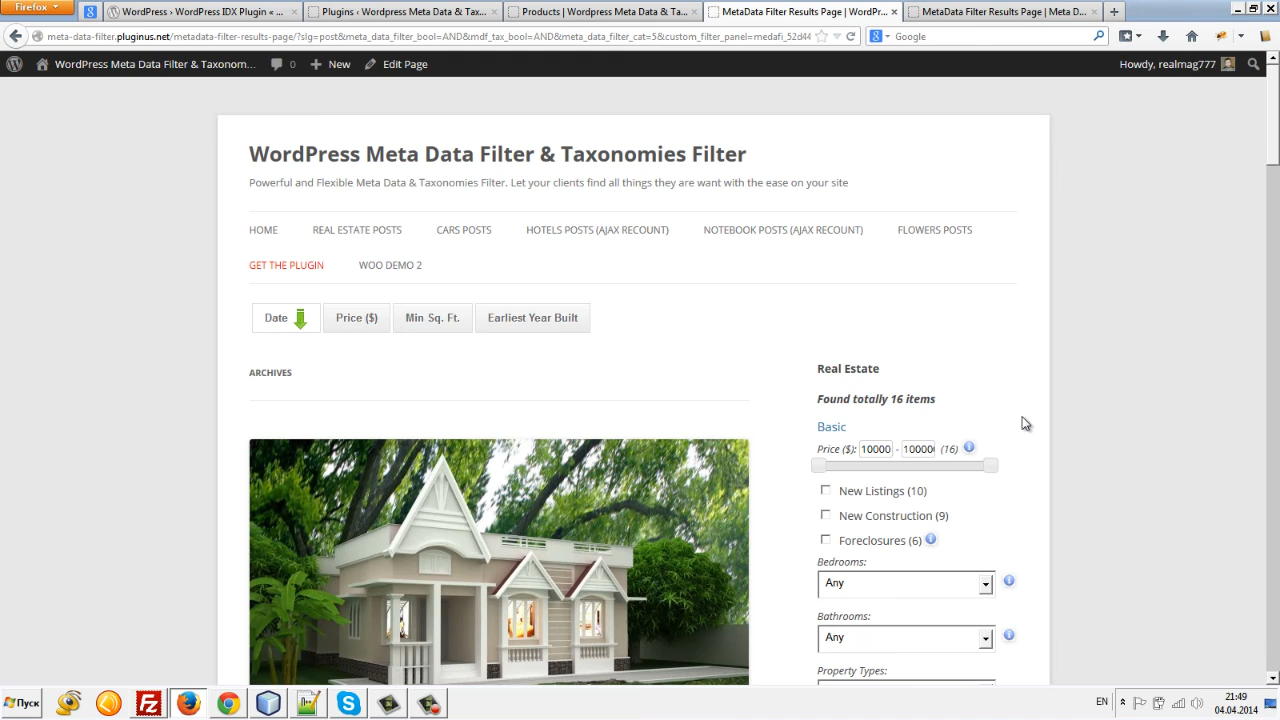 Firefox
WordPress › WordPress IDX Plugin «
Plugins ‹ Wordpress Meta Data & Tax...
Products | Wordpress Meta Data & Ta...
MetaData Filter Results Page | WordPr...
MetaData Filter Results Page | Meta D...
meta-data-filter.pluginus.net/metadata-filter-results-page/?slg=post&meta_data_filter_bool=AND&mdf_tax_bool=AND&meta_data_filter_cat=5&custom_filter_panel=medafi_52d44
Google
WordPress Meta Data Filter & Taxonom...
0
New
Edit Page
Howdy, realmag777
WordPress Meta Data Filter & Taxonomies Filter
Powerful and Flexible Meta Data & Taxonomies Filter. Let your clients find all things they are want with the ease on your site
HOME
REAL ESTATE POSTS
CARS POSTS
HOTELS POSTS (AJAX RECOUNT)
NOTEBOOK POSTS (AJAX RECOUNT)
FLOWERS POSTS
GET THE PLUGIN
WOO DEMO 2
Date
Price ($)
Min Sq. Ft.
Earliest Year Built
ARCHIVES
Real Estate
Found totally 16 items
Basic
Price ($): 10000 - 10000 (16)
New Listings (10)
New Construction (9)
Foreclosures (6)
Bedrooms:
Any
Bathrooms:
Any
Property Types:
Пуск
EN
21:49
04.04.2014